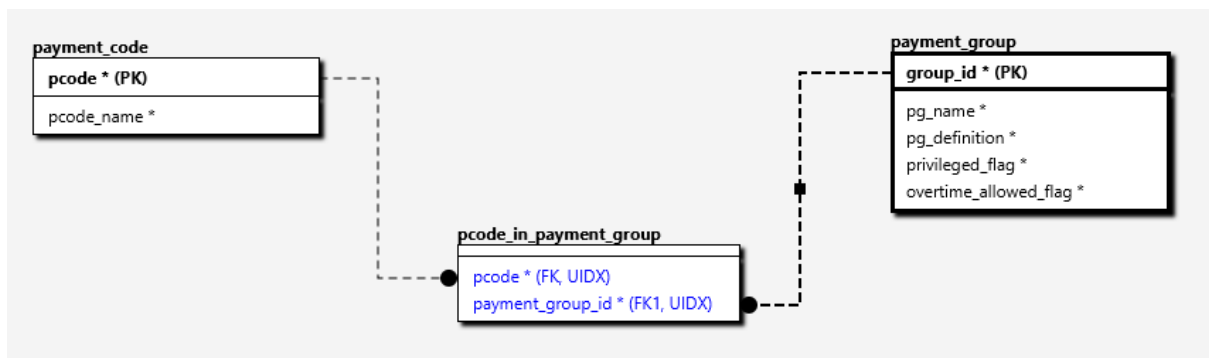 payment_code
pcode * (PK)
pcode_name *
payment_group
group_id * (PK)
pg_name *
pg_definition *
privileged_flag *
overtime_allowed_flag *
pcode_in_payment_group
pcode * (FK, UIDX)
payment_group_id * (FK1, UIDX)